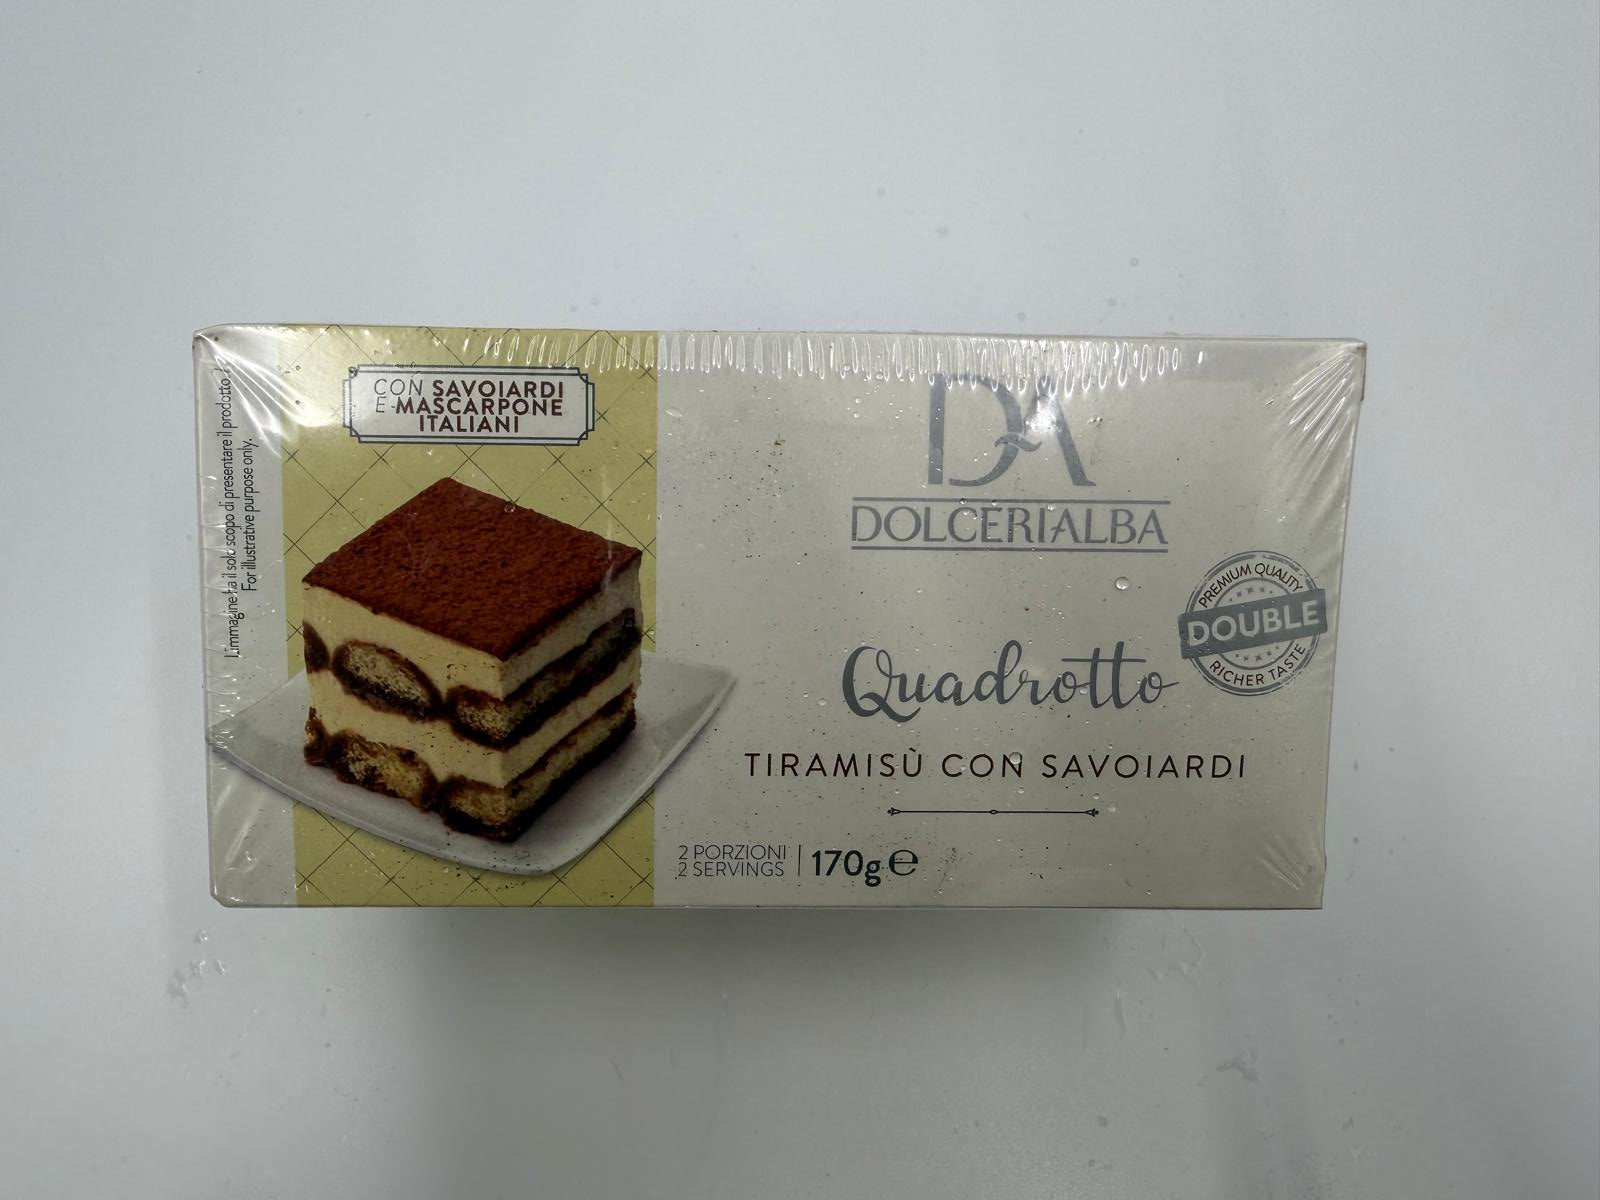 L'immagine ha il solo scopo di presentare il prodotto.
For illustrative purpose only.
CON SAVOIARDI
E MASCARPONE
ITALIANI
DA
DOLCERIALBA
PREMIUM QUALITY
DOUBLE
RICHER TASTE
Quadrotto
TIRAMISÙ CON SAVOIARDI
2 PORZIONI
2 SERVINGS
170g ℮